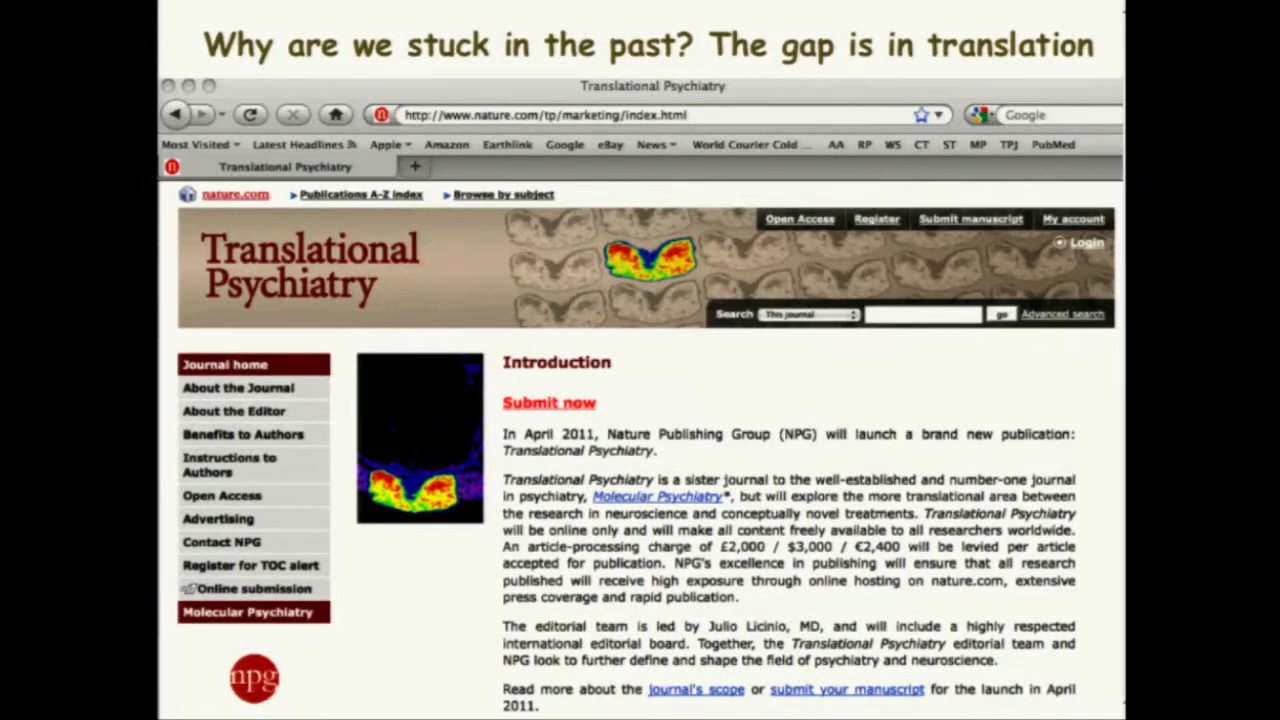 Why are we stuck in the past? The gap is in translation
Translational Psychiatry
http://www.nature.com/tp/marketing/index.html
Google
Most Visited Latest Headlines Apple Amazon Earthlink Google eBay News World Courier Cold ... AA RP WS CT ST MP TPJ PubMed
Translational Psychiatry
nature.com Publications A-Z index Browse by subject
Open Access Register Submit manuscript My account
Login
Translational
Psychiatry
Search This journal go Advanced search
Journal home
About the Journal
About the Editor
Benefits to Authors
Instructions to
Authors
Open Access
Advertising
Contact NPG
Register for TOC alert
Online submission
Molecular Psychiatry
npg
Introduction
Submit now
In April 2011, Nature Publishing Group (NPG) will launch a brand new publication:
Translational Psychiatry.
Translational Psychiatry is a sister journal to the well-established and number-one journal
in psychiatry, Molecular Psychiatry*, but will explore the more translational area between
the research in neuroscience and conceptually novel treatments. Translational Psychiatry
will be online only and will make all content freely available to all researchers worldwide.
An article-processing charge of £2,000 / $3,000 / €2,400 will be levied per article
accepted for publication. NPG's excellence in publishing will ensure that all research
published will receive high exposure through online hosting on nature.com, extensive
press coverage and rapid publication.
The editorial team is led by Julio Licinio, MD, and will include a highly respected
international editorial board. Together, the Translational Psychiatry editorial team and
NPG look to further define and shape the field of psychiatry and neuroscience.
Read more about the journal's scope or submit your manuscript for the launch in April
2011.